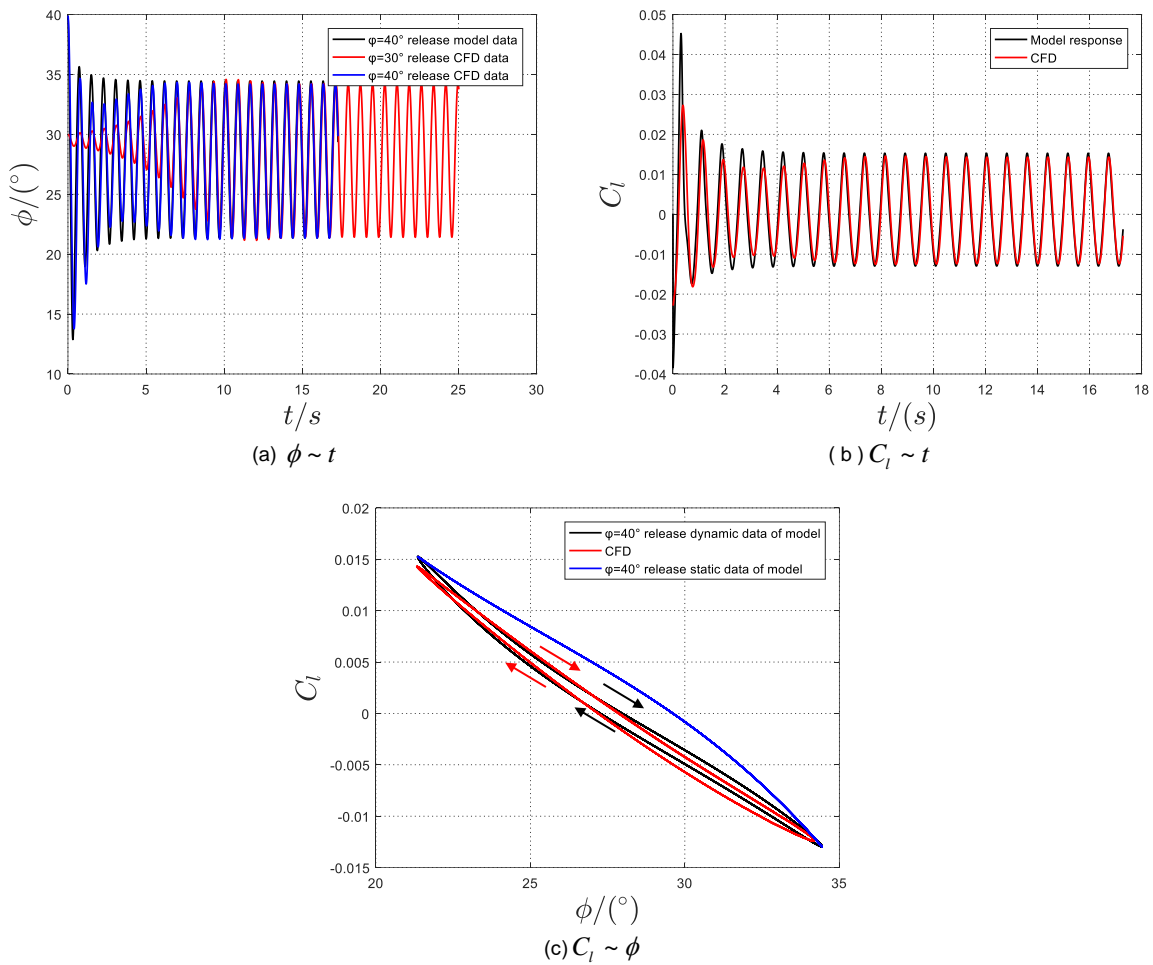 40
35
30
25
20
15
10
0
5
10
15
20
25
30
ϕ/(°)
t/s
φ=40° release model data
φ=30° release CFD data
φ=40° release CFD data
(a) ϕ ~ t
0.05
0.04
0.03
0.02
0.01
0
-0.01
-0.02
-0.03
-0.04
0
2
4
6
8
10
12
14
16
18
C_l
t/(s)
Model response
CFD
( b ) C_l ~ t
0.02
0.015
0.01
0.005
0
-0.005
-0.01
-0.015
20
25
30
35
C_l
ϕ/(°)
φ=40° release dynamic data of model
CFD
φ=40° release static data of model
(c) C_l ~ ϕ